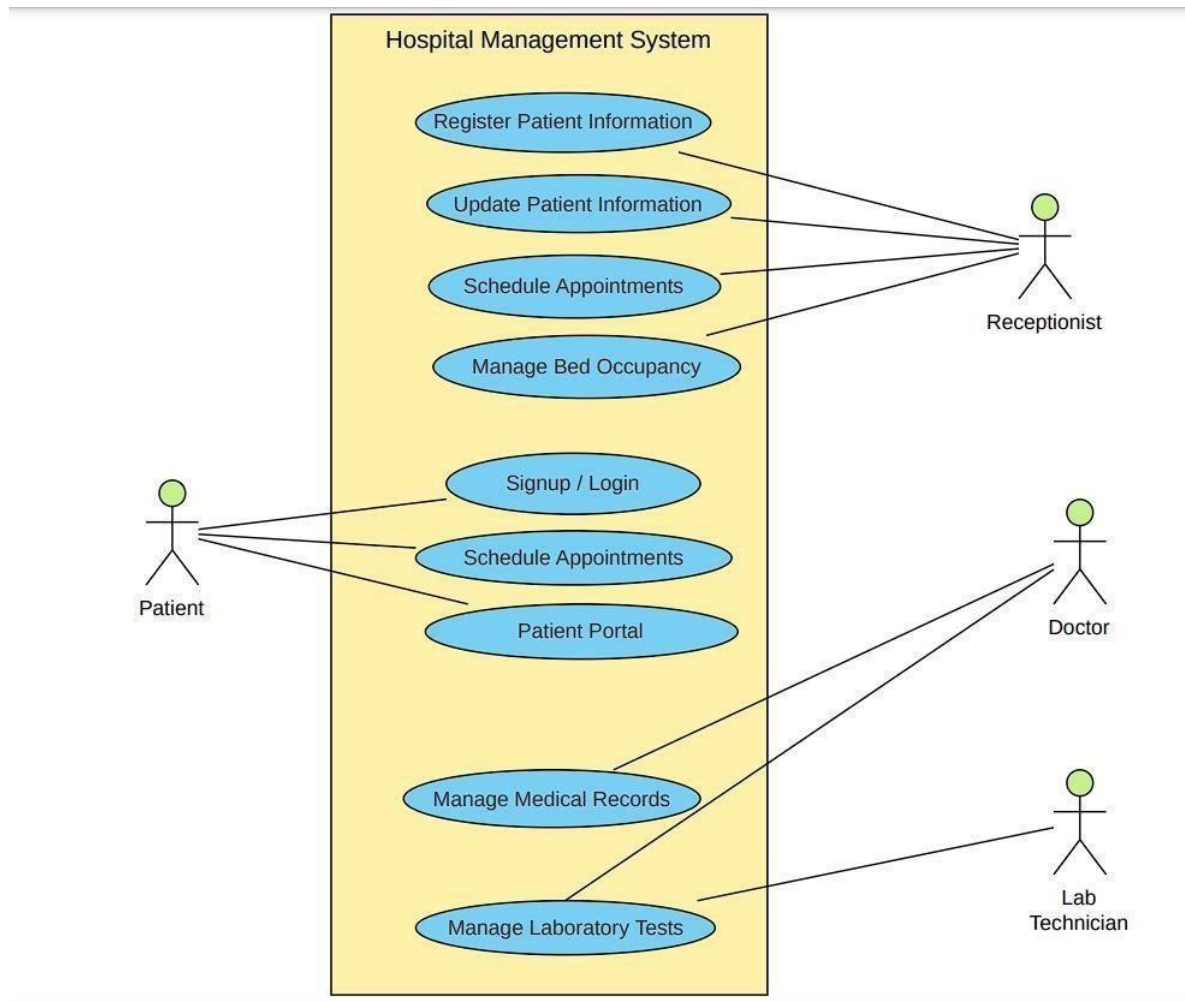 Hospital Management System
Register Patient Information
Update Patient Information
Schedule Appointments
Receptionist
Manage Bed Occupancy
Signup / Login
Schedule Appointments
Patient
Patient Portal
Doctor
Manage Medical Records
Lab
Technician
Manage Laboratory Tests